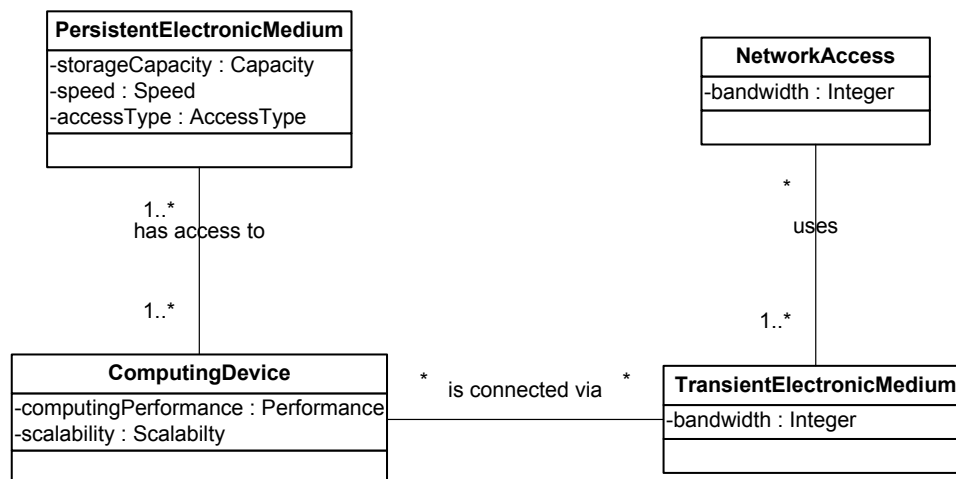 PersistentElectronicMedium
-storageCapacity : Capacity
-speed : Speed
-accessType : AccessType
NetworkAccess
-bandwidth : Integer
1..*
has access to
1..*
*
uses
1..*
ComputingDevice
-computingPerformance : Performance
-scalability : Scalabilty
*
is connected via
*
TransientElectronicMedium
-bandwidth : Integer